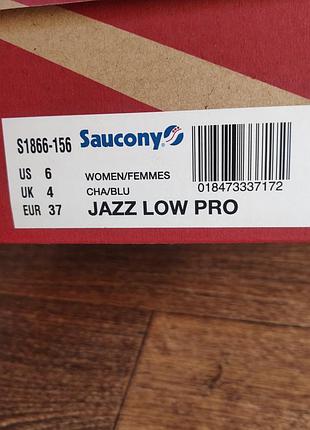 S1866-156 Saucony
US 6 WOMEN/FEMMES
UK 4 CHA/BLU
EUR 37 JAZZ LOW PRO
018473337172